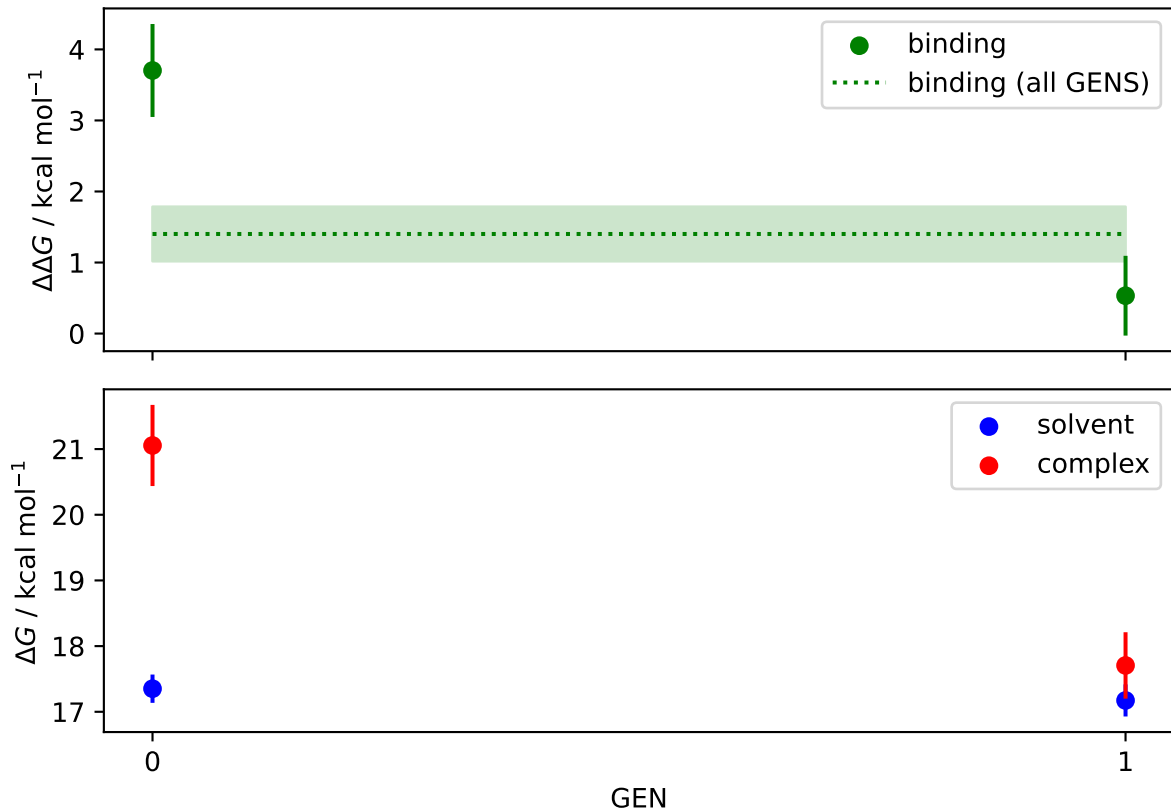 4
3
2
1
0
ΔΔG / kcal mol⁻¹
binding
binding (all GENS)
21
20
19
18
17
ΔG / kcal mol⁻¹
solvent
complex
0 1
GEN